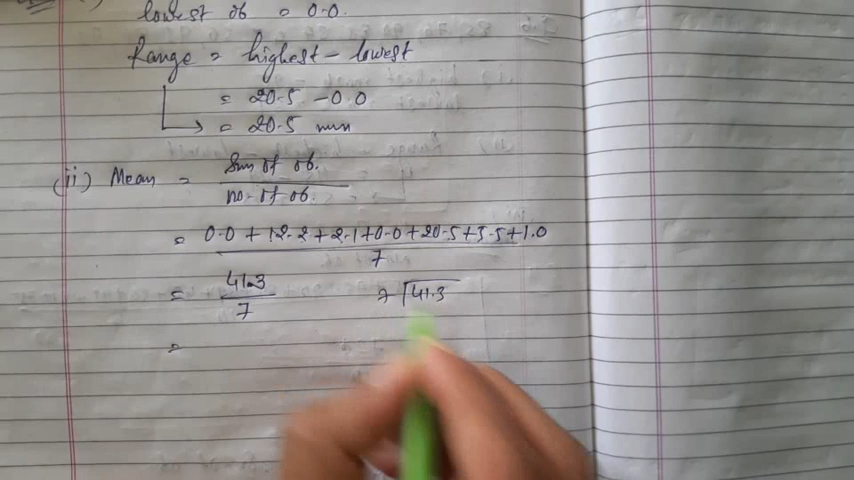 lowest ob = 0.0.
Range = highest - lowest
= 20.5 - 0.0
= 20.5 mm
(ii) Mean = Sum of ob.
no. of ob.
= 0.0 + 12.2 + 2.1 + 0.0 + 20.5 + 5.5 + 1.0
7
= 41.3
7
7 41.3
=